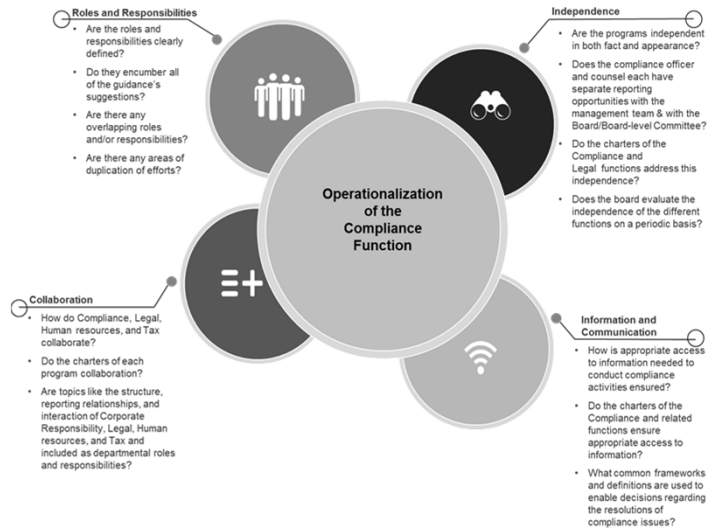 Roles and Responsibilities
• Are the roles and
responsibilities clearly
defined?
• Do they encumber all
of the guidance's
suggestions?
• Are there any
overlapping roles
and/or responsibilities?
• Are there any areas of
duplication of efforts?
Independence
• Are the programs independent
in both fact and appearance?
• Does the compliance officer
and counsel each have
separate reporting
opportunities with the
management team & with the
Board/Board-level Committee?
• Do the charters of the
Compliance and
Legal functions address this
independence?
• Does the board evaluate the
independence of the different
functions on a periodic basis?
Operationalization
of the
Compliance
Function
Collaboration
• How do Compliance, Legal,
Human resources, and Tax
collaborate?
• Do the charters of each
program collaboration?
• Are topics like the structure,
reporting relationships, and
interaction of Corporate
Responsibility, Legal, Human
resources, and Tax and
included as departmental roles
and responsibilities?
Information and
Communication
• How is appropriate access
to information needed to
conduct compliance
activities ensured?
• Do the charters of the
Compliance and related
functions ensure
appropriate access to
information?
• What common frameworks
and definitions are used to
enable decisions regarding
the resolutions of
compliance issues?